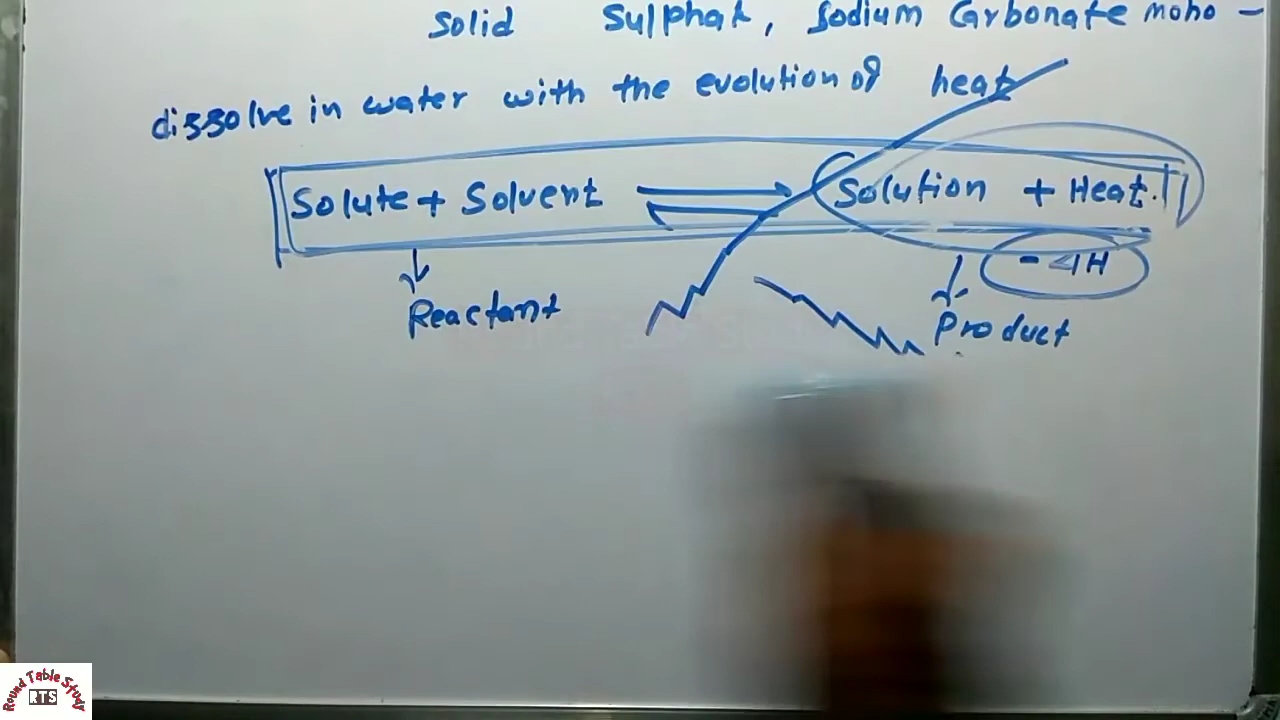 Solid Sulphat, Sodium Carbonate moho -
dissolve in water with the evolution of heat
Solute + Solvent ⇌ Solution + Heat.
- ΔH
Reactant
Product
Round Table Study
RTS